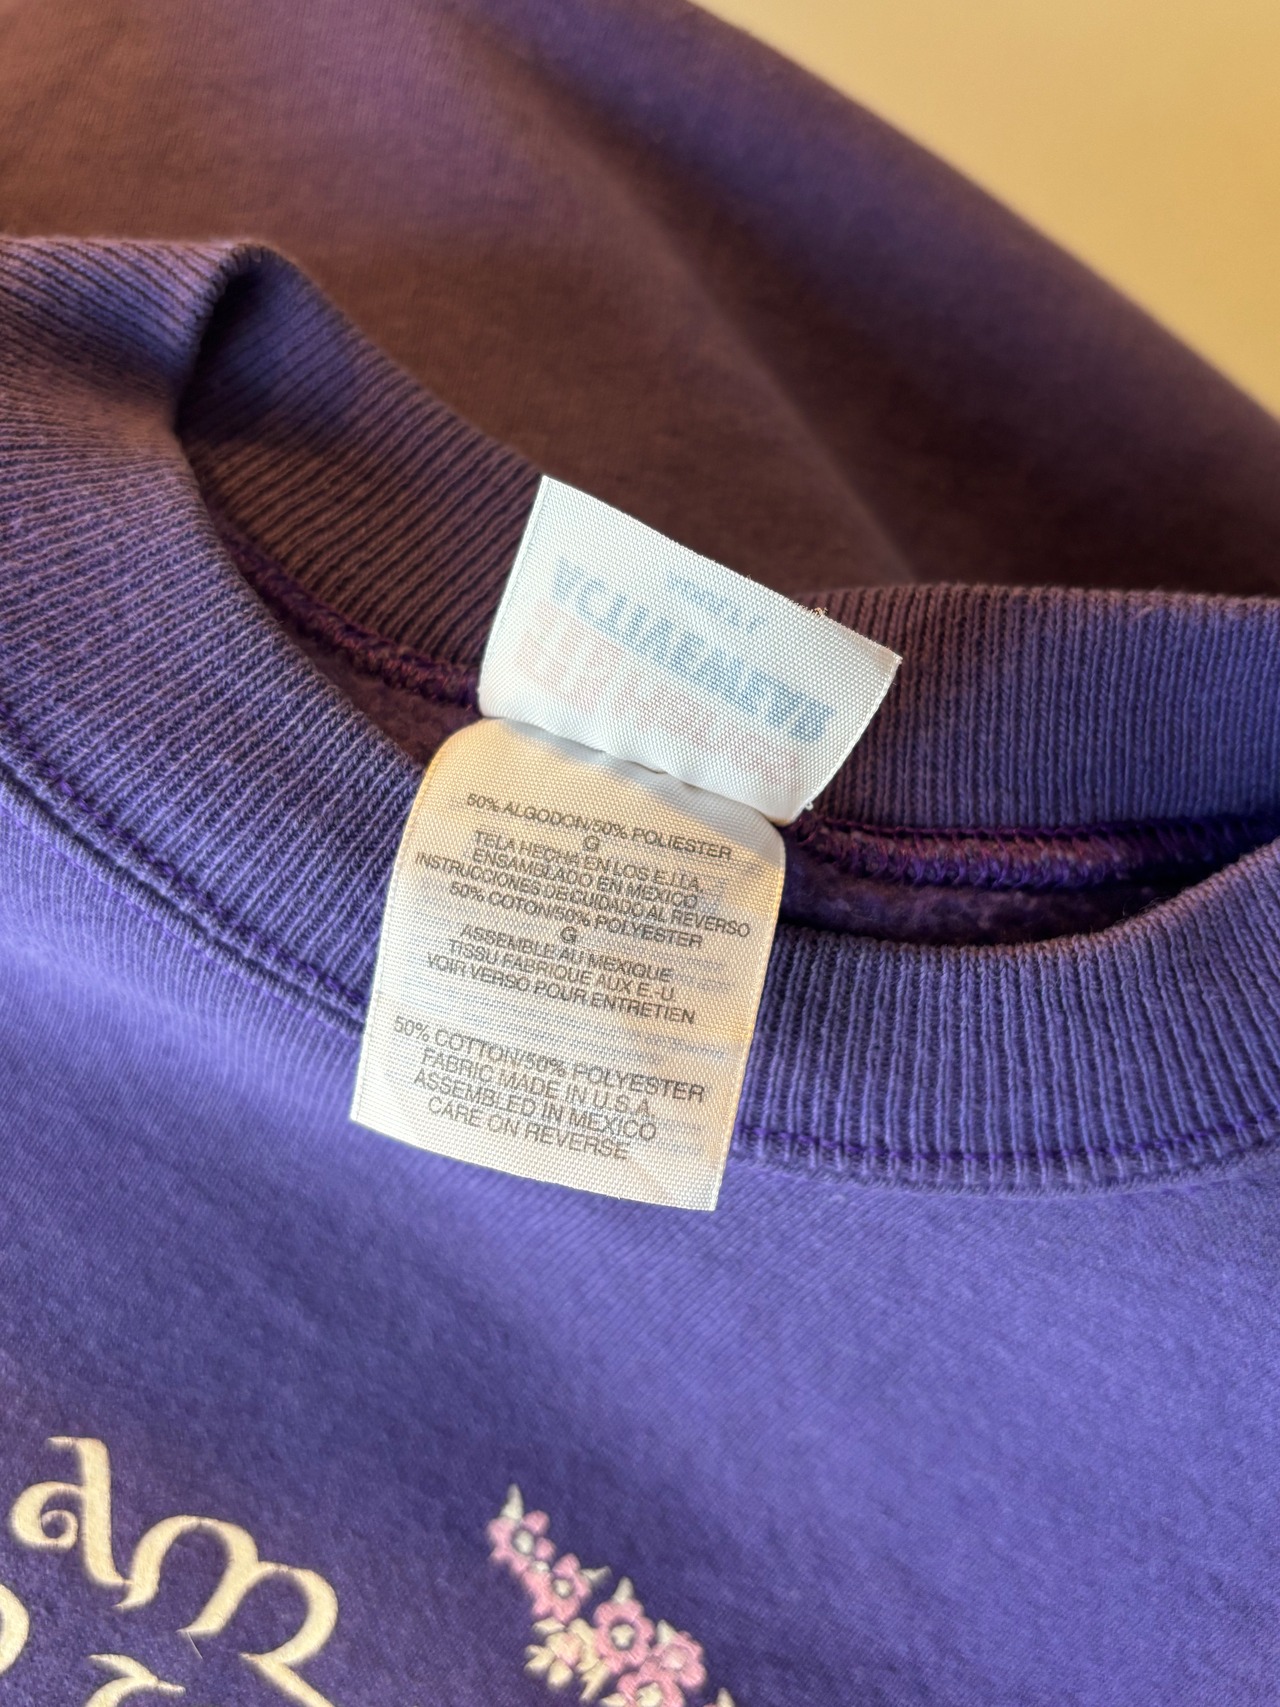 50% ALGODON/50% POLIESTER
G
TELA HECHA EN LOS E.U.A.
ENSAMBLADO EN MEXICO
INSTRUCCIONES DE CUIDADO AL REVERSO
50% COTON/50% POLYESTER
G
ASSEMBLE AU MEXIQUE
TISSU FABRIQUE AUX E.-U
VOIR VERSO POUR ENTRETIEN
50% COTTON/50% POLYESTER
FABRIC MADE IN U.S.A.
ASSEMBLED IN MEXICO
CARE ON REVERSE
am